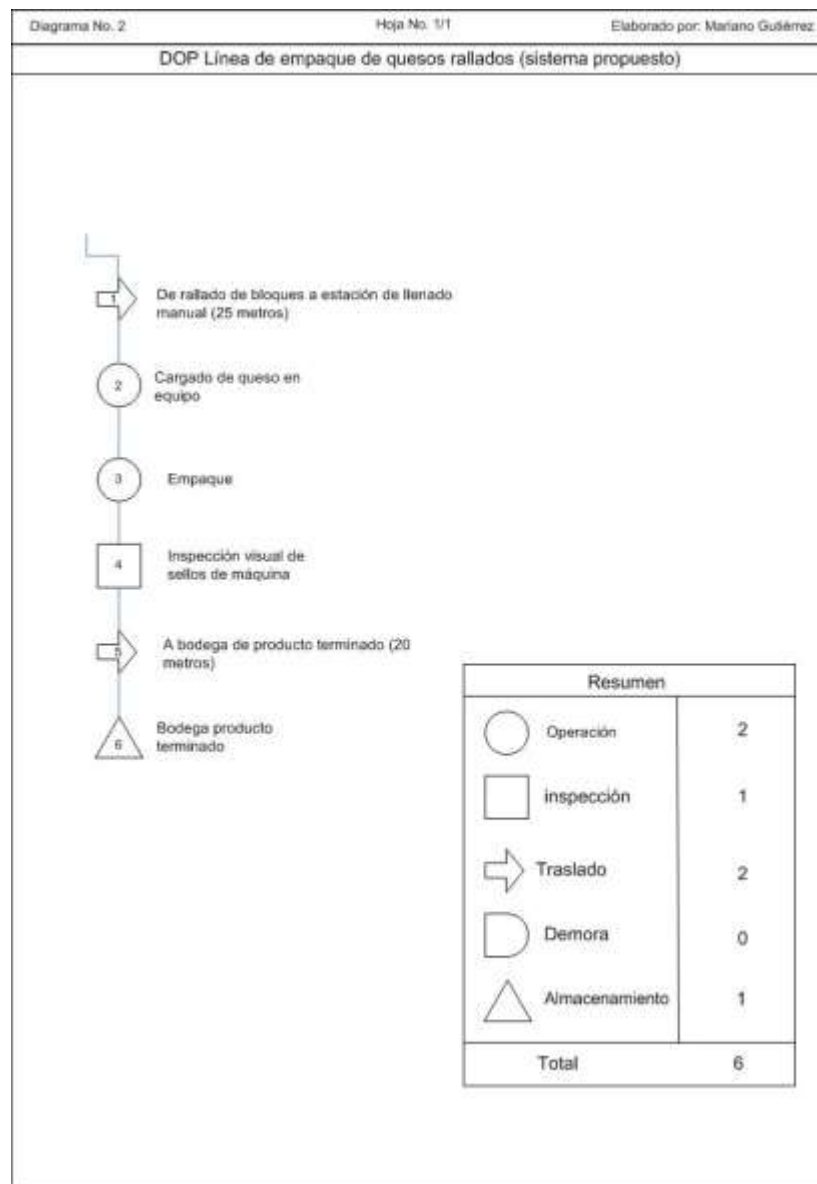 Diagrama No. 2 Hoja No. 1/1 Elaborado por: Mariano Gutiérrez
DOP Línea de empaque de quesos rallados (sistema propuesto)
1
De rallado de bloques a estación de llenado
manual (25 metros)
2
Cargado de queso en
equipo
3
Empaque
4
Inspección visual de
sellos de máquina
5
A bodega de producto terminado (20
metros)
6
Bodega producto
terminado
Resumen
Operación 2
inspección 1
Traslado 2
Demora 0
Almacenamiento 1
Total 6